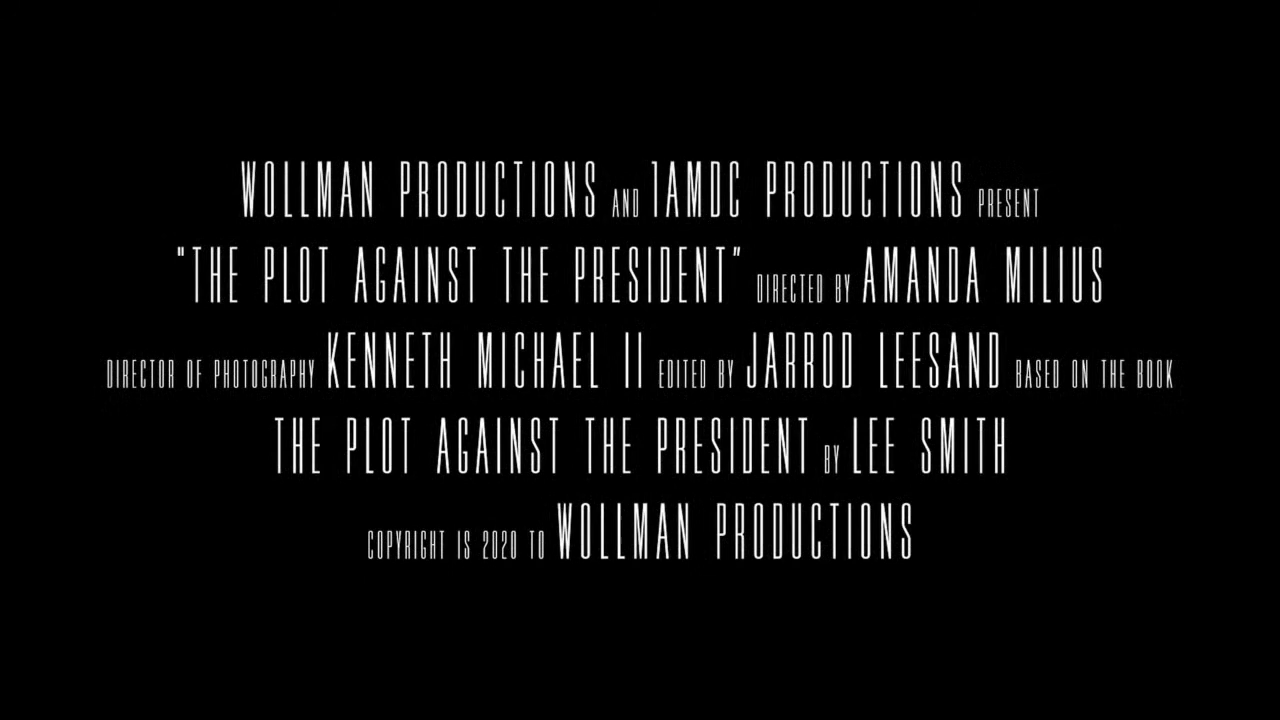 WOLLMAN PRODUCTIONS AND 1AMDC PRODUCTIONS PRESENT
"THE PLOT AGAINST THE PRESIDENT" DIRECTED BY AMANDA MILIUS
DIRECTOR OF PHOTOGRAPHY KENNETH MICHAEL II EDITED BY JARROD LEESAND BASED ON THE BOOK
THE PLOT AGAINST THE PRESIDENT BY LEE SMITH
COPYRIGHT IS 2020 TO WOLLMAN PRODUCTIONS